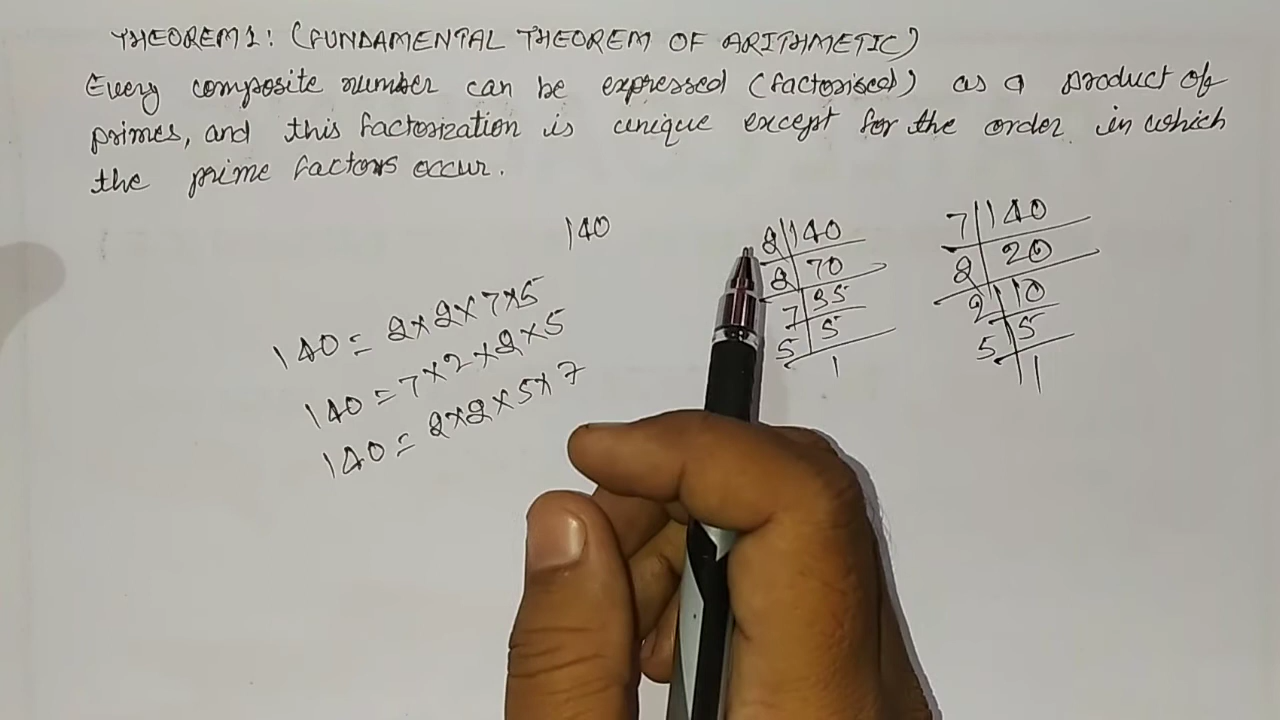 THEOREM 1: (FUNDAMENTAL THEOREM OF ARITHMETIC)
Every composite number can be expressed (factorised) as a product of
primes, and this factorization is unique except for the order in which
the prime factors occur.
140
140 = 2×2×7×5
140 = 7×2×2×5
140 = 2×2×5×7
2|140
2|70
7|35
5|5
1
7|140
2|20
2|10
5|5
1